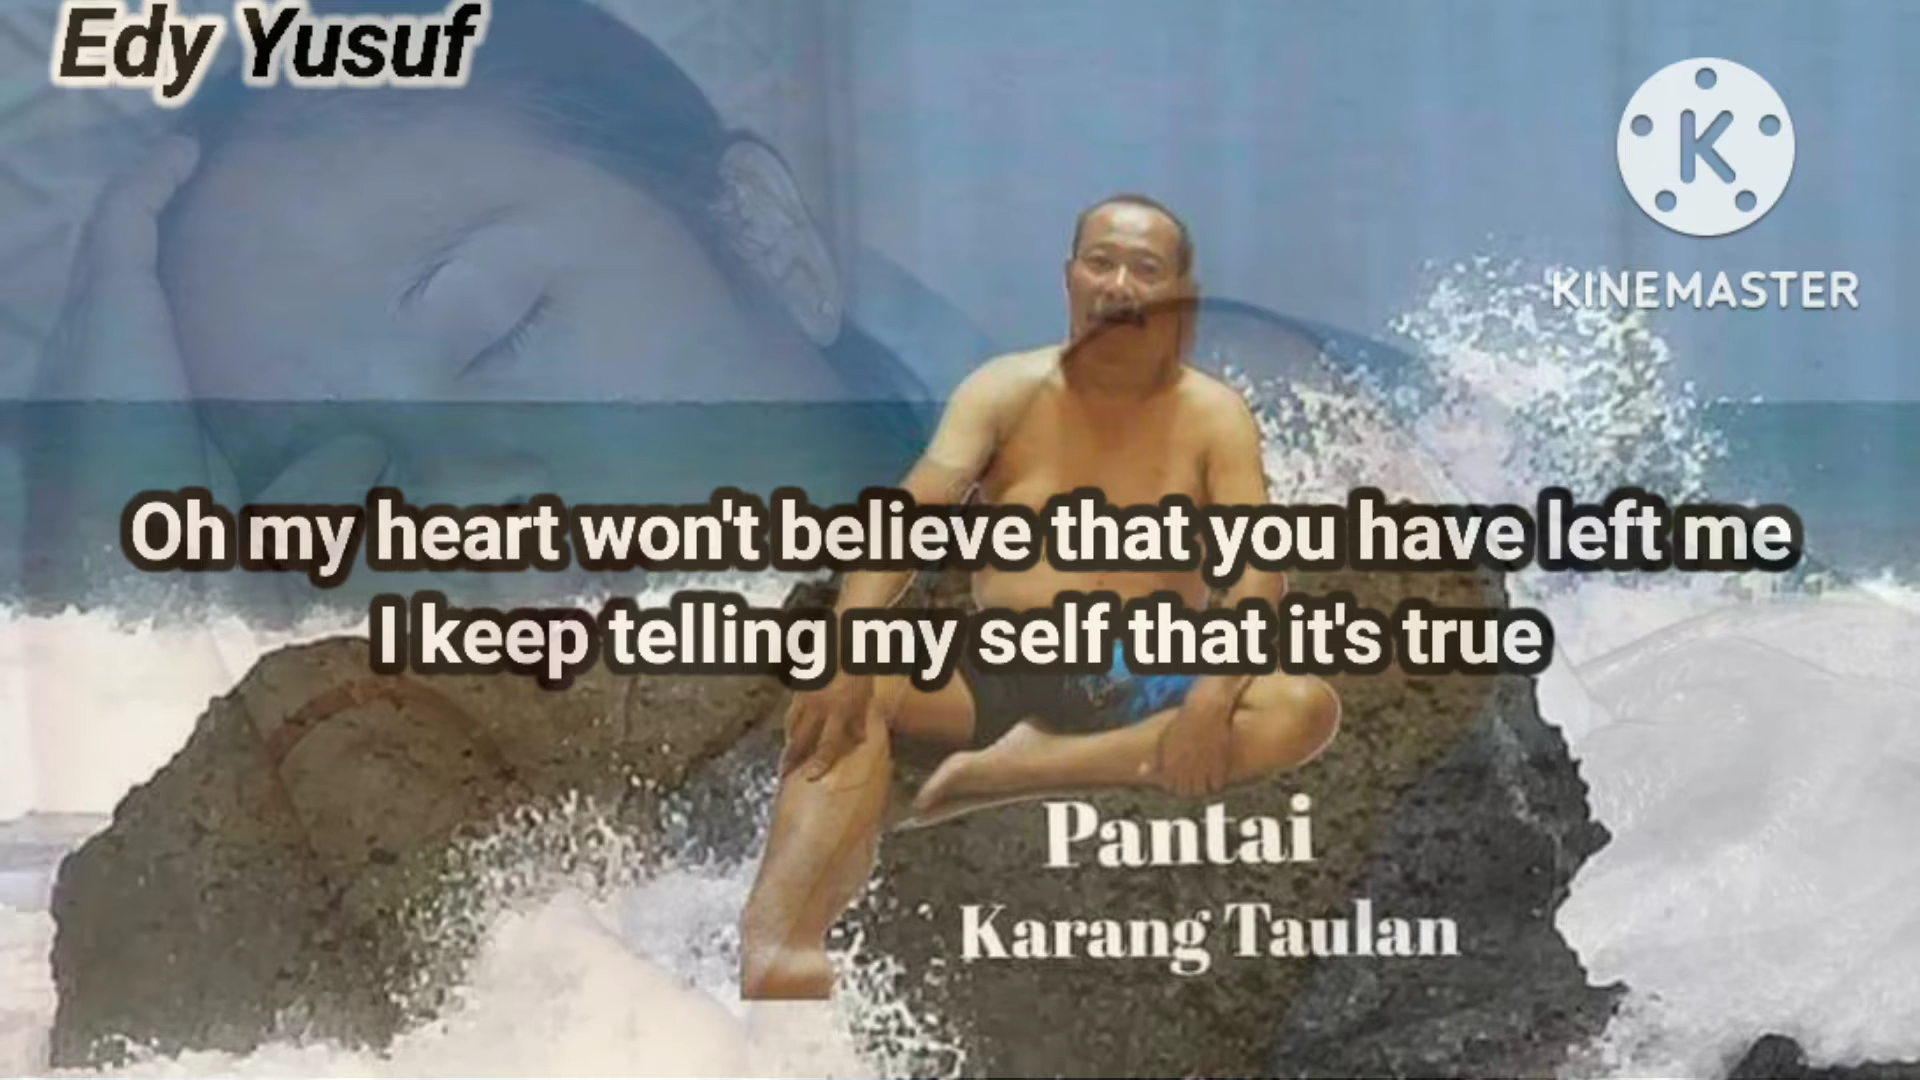 Edy Yusuf
KINEMASTER
Oh my heart won't believe that you have left me
I keep telling my self that it's true
Pantai
Karang Taulan